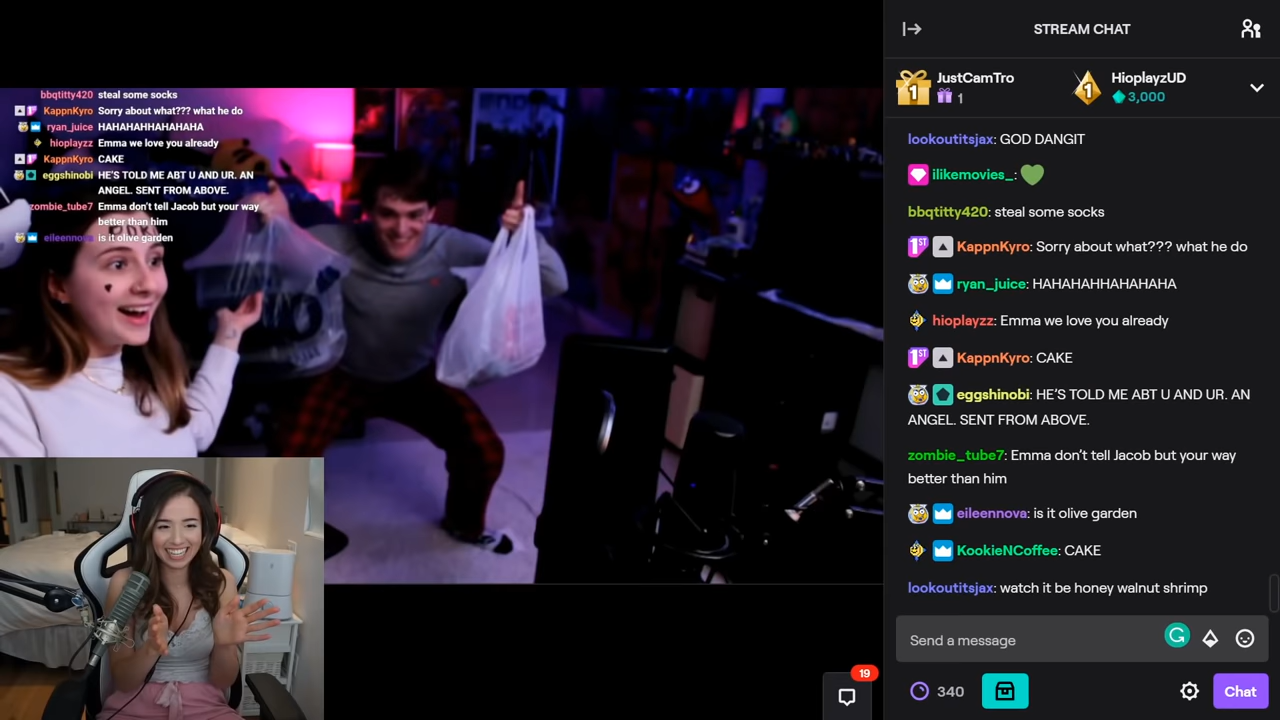 bbqtitty420 steal some socks
KappnKyro Sorry about what??? what he do
ryan_juice HAHAHAHHAHAHAHA
hioplayzz Emma we love you already
KappnKyro CAKE
eggshinobi HE'S TOLD ME ABT U AND UR. AN
ANGEL. SENT FROM ABOVE.
zombie_tube7 Emma don't tell Jacob but your way
better than him
eileennova is it olive garden
19
STREAM CHAT
1 JustCamTro
1
1 HioplayzUD
3,000
lookoutitsjax: GOD DANGIT
ilikemovies_:
bbqtitty420: steal some socks
1ST KappnKyro: Sorry about what??? what he do
ryan_juice: HAHAHAHHAHAHAHA
hioplayzz: Emma we love you already
1ST KappnKyro: CAKE
eggshinobi: HE'S TOLD ME ABT U AND UR. AN
ANGEL. SENT FROM ABOVE.
zombie_tube7: Emma don't tell Jacob but your way
better than him
eileennova: is it olive garden
KookieNCoffee: CAKE
lookoutitsjax: watch it be honey walnut shrimp
Send a message
340
Chat